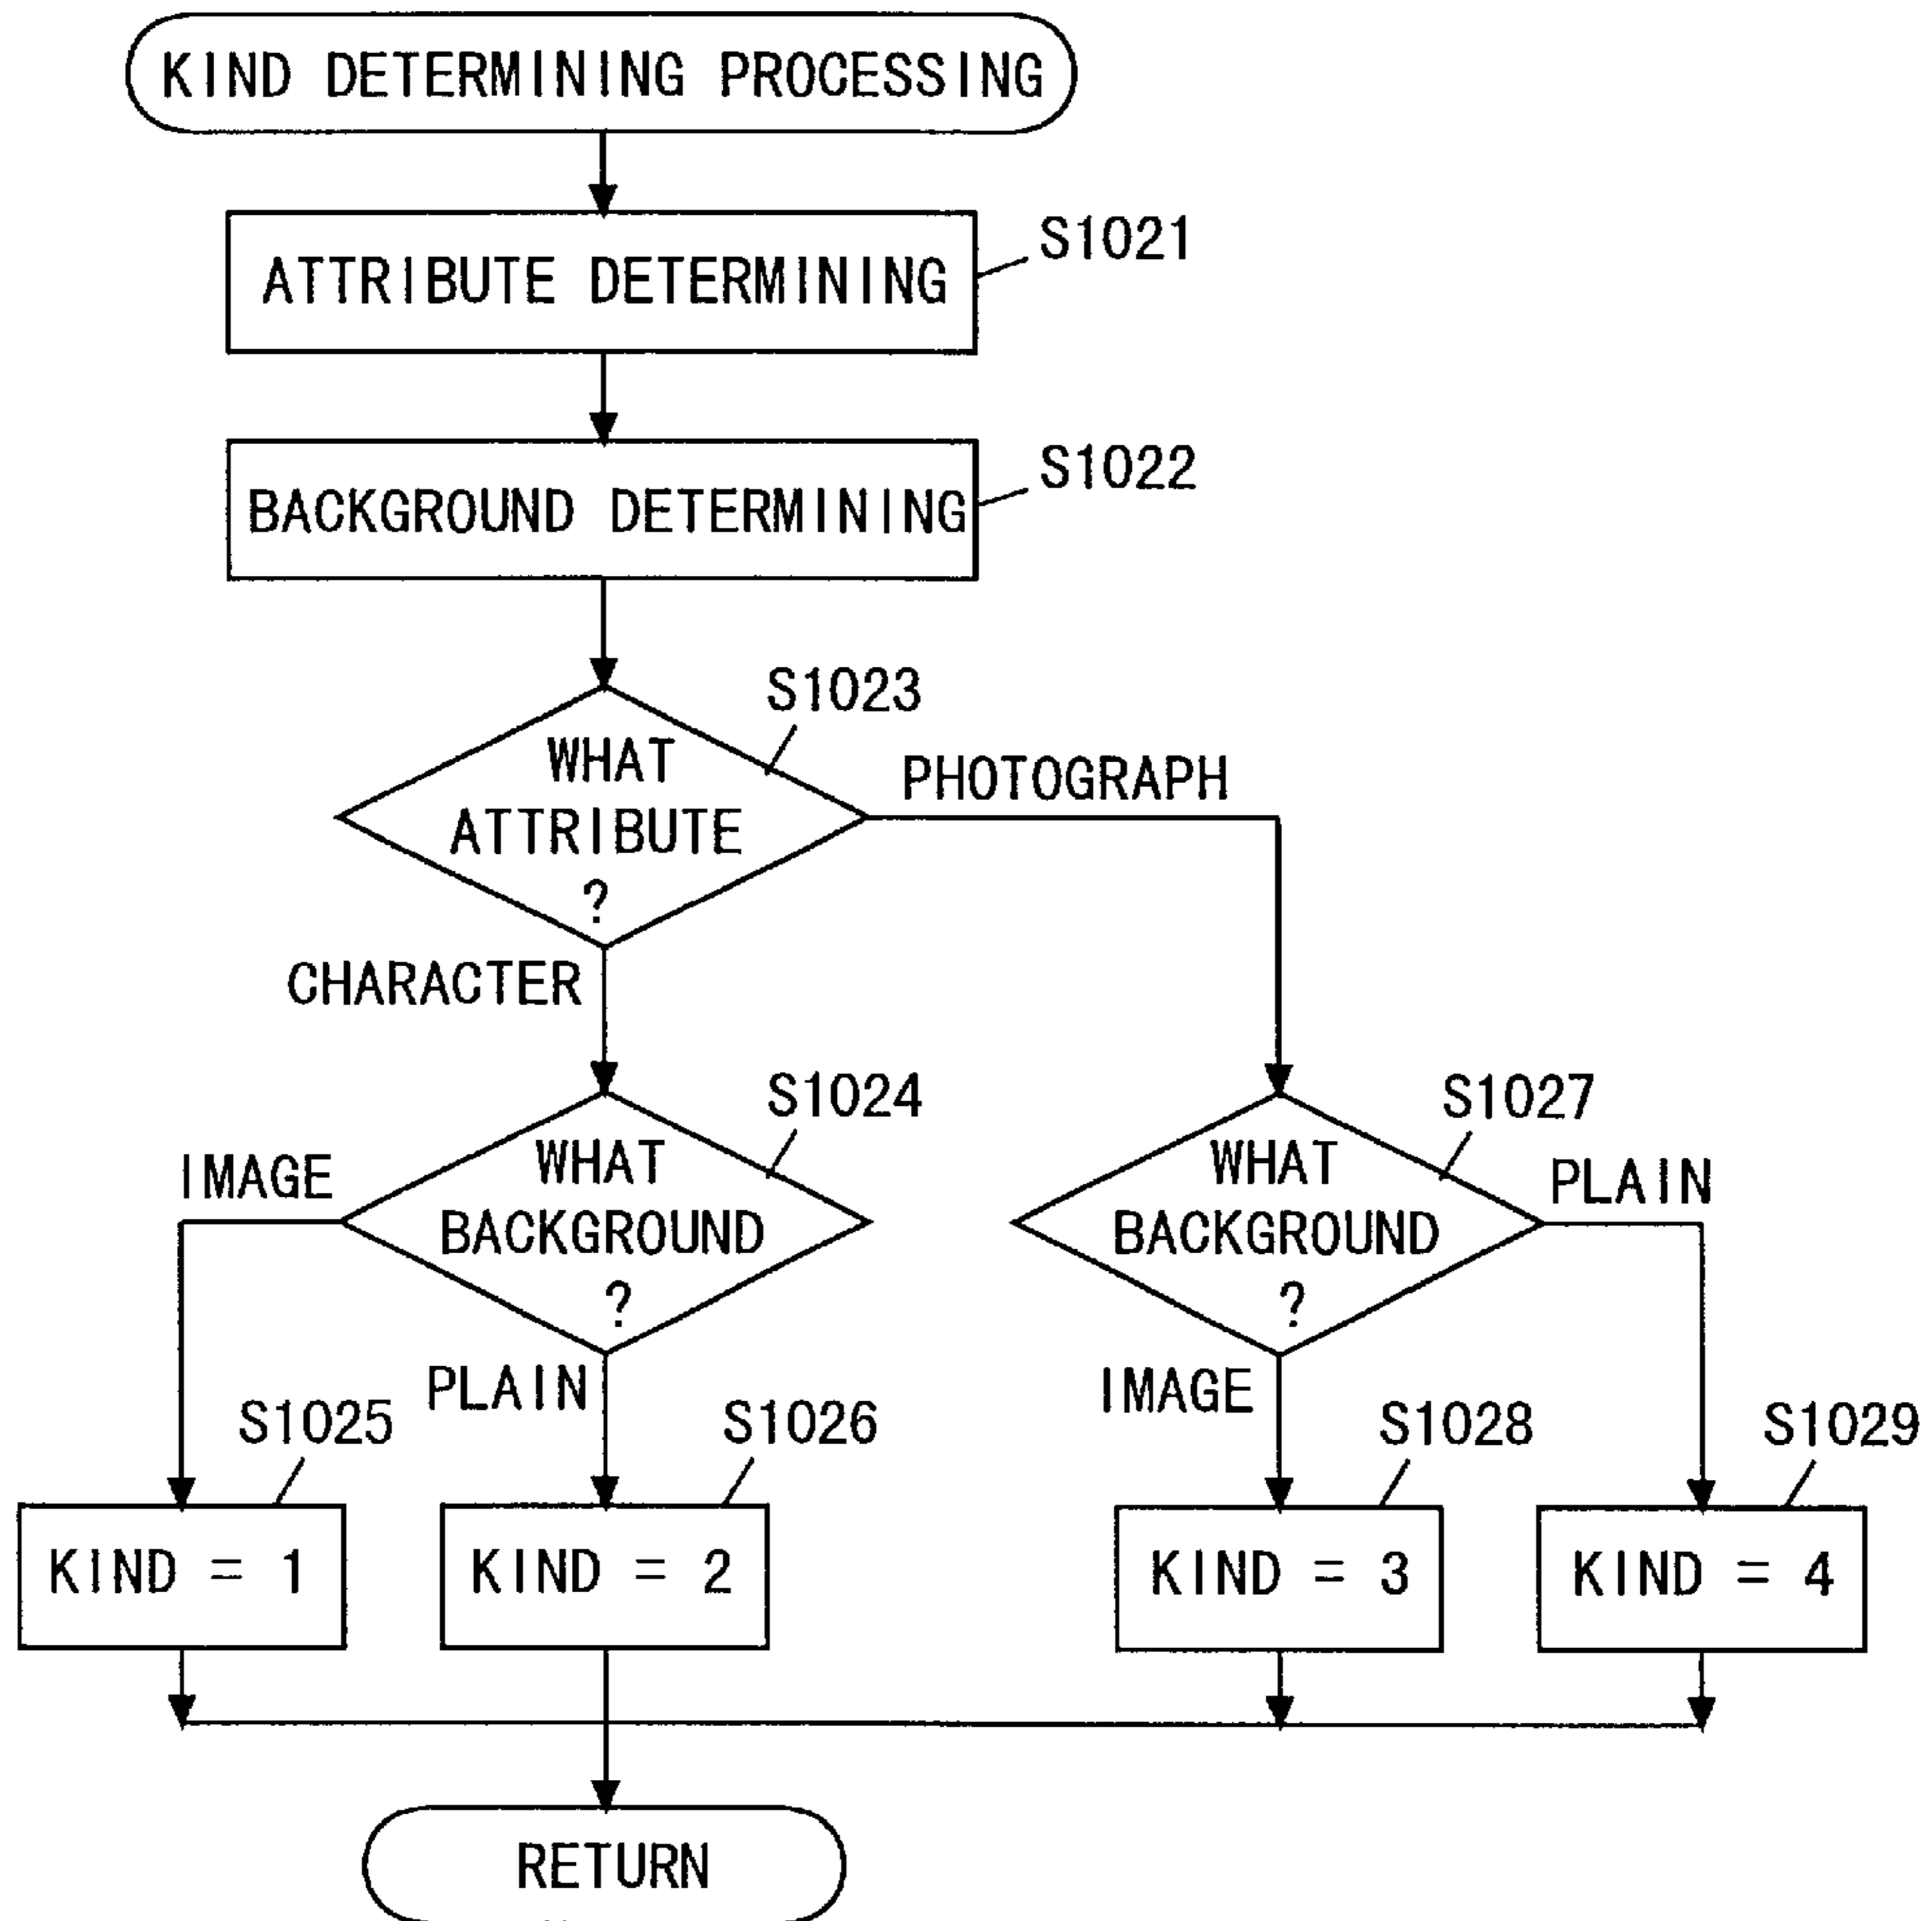 KIND DETERMINING PROCESSING
S1021
ATTRIBUTE DETERMINING
S1022
BACKGROUND DETERMINING
S1023
WHAT
ATTRIBUTE
?
PHOTOGRAPH
CHARACTER
S1024
WHAT
BACKGROUND
?
IMAGE
PLAIN
S1027
WHAT
BACKGROUND
?
PLAIN
IMAGE
S1025
KIND = 1
S1026
KIND = 2
S1028
KIND = 3
S1029
KIND = 4
RETURN